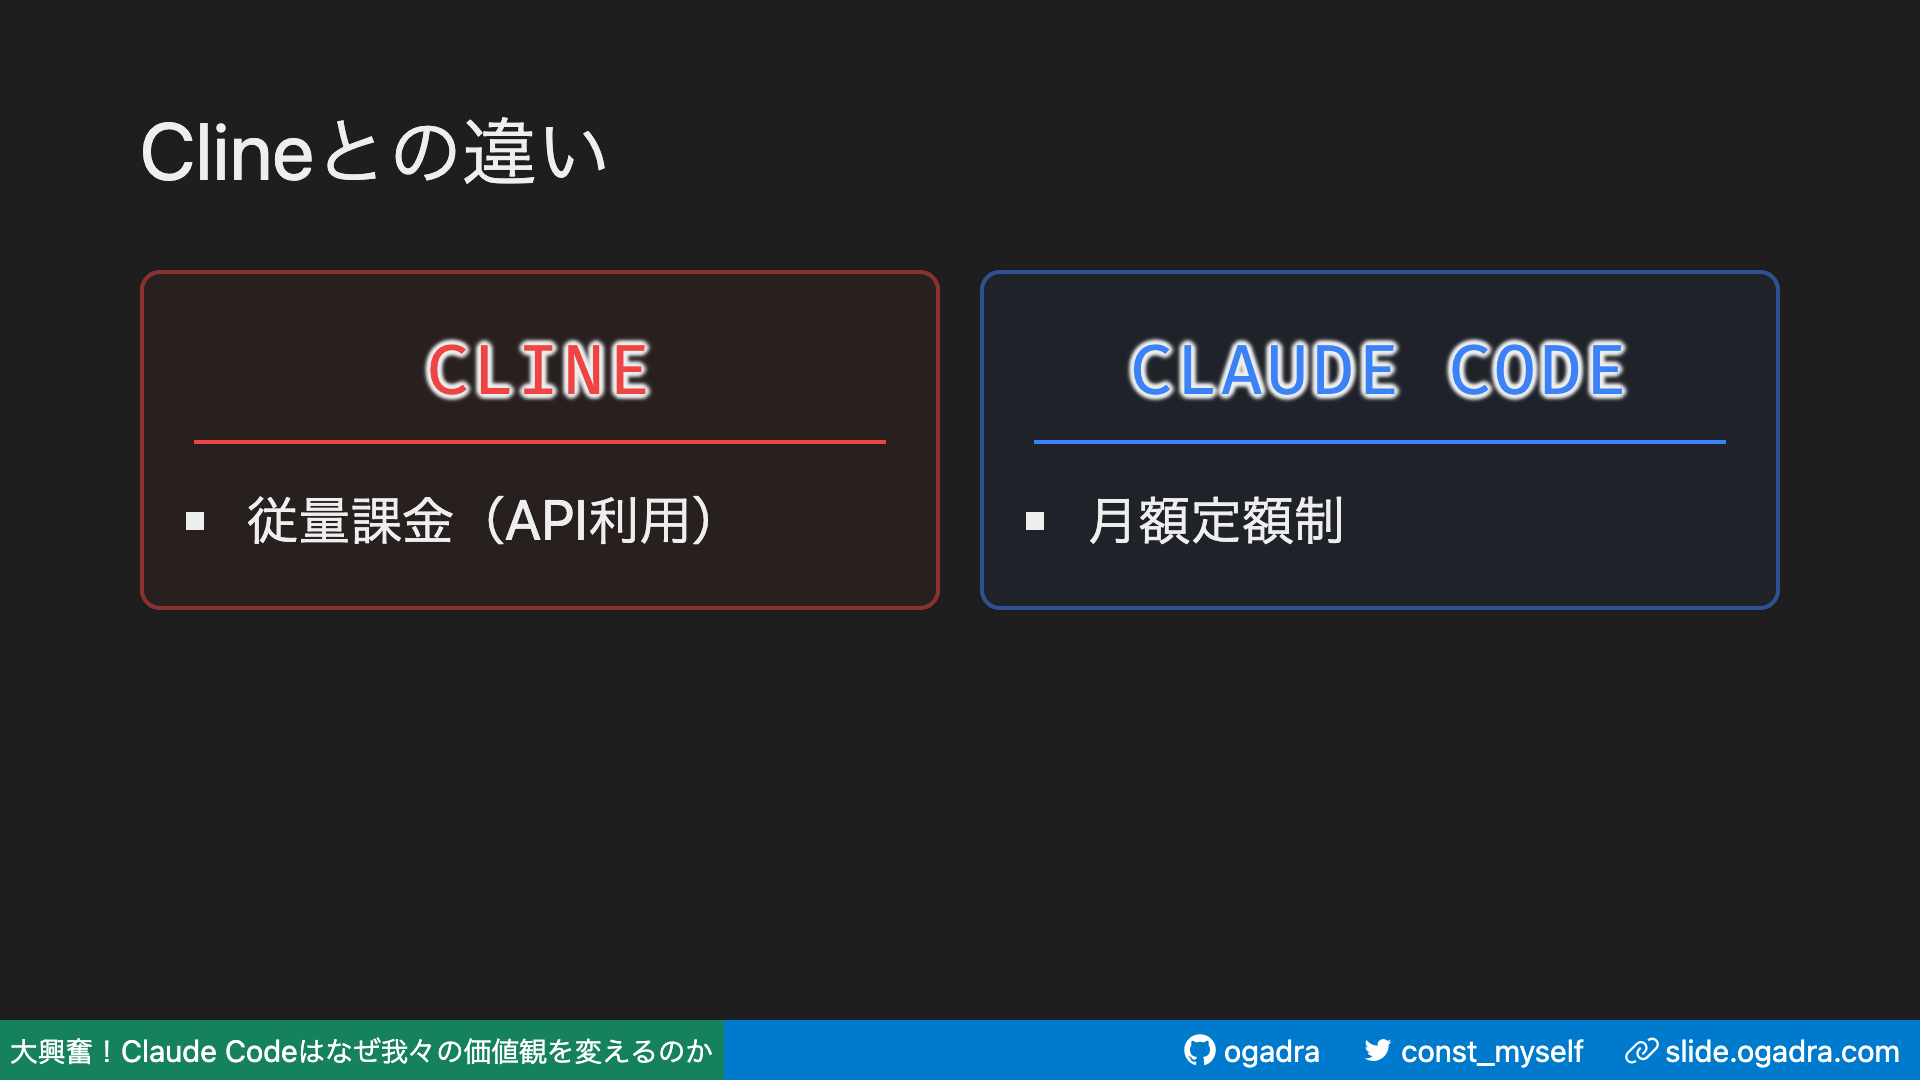 Clineとの違い
CLINE
従量課金（API利用）
CLAUDE CODE
月額定額制
大興奮！Claude Codeはなぜ我々の価値観を変えるのか
ogadra
const_myself
slide.ogadra.com